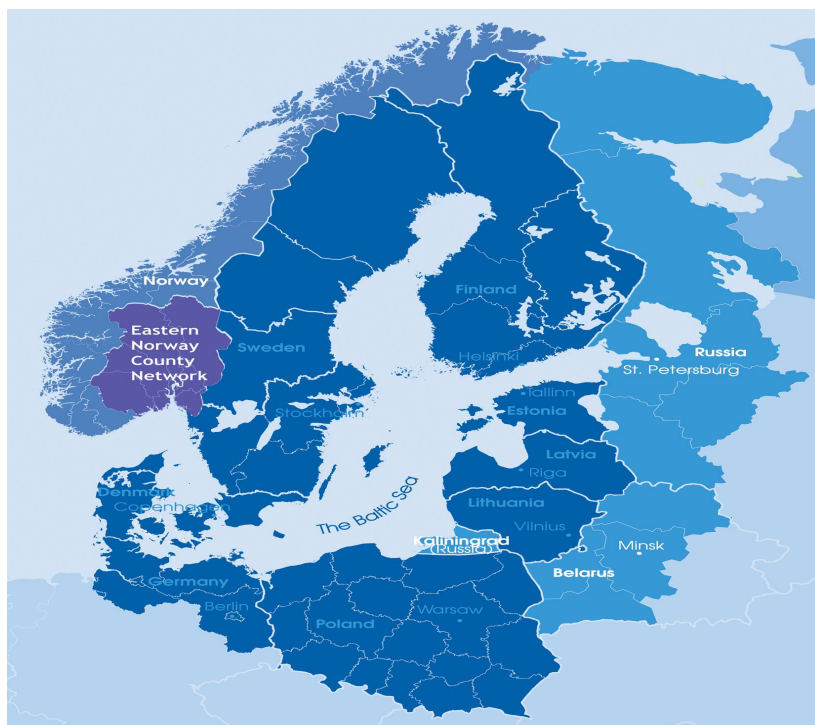 Norway
Eastern
Norway
County
Network
Finland
Sweden
Helsinki
Russia
St. Petersburg
Tallinn
Estonia
Stockholm
Latvia
Riga
Denmark
Copenhagen
The Baltic Sea
Lithuania
Vilnius
Kaliningrad
(Russia)
Minsk
Belarus
Germany
Berlin
Warsaw
Poland